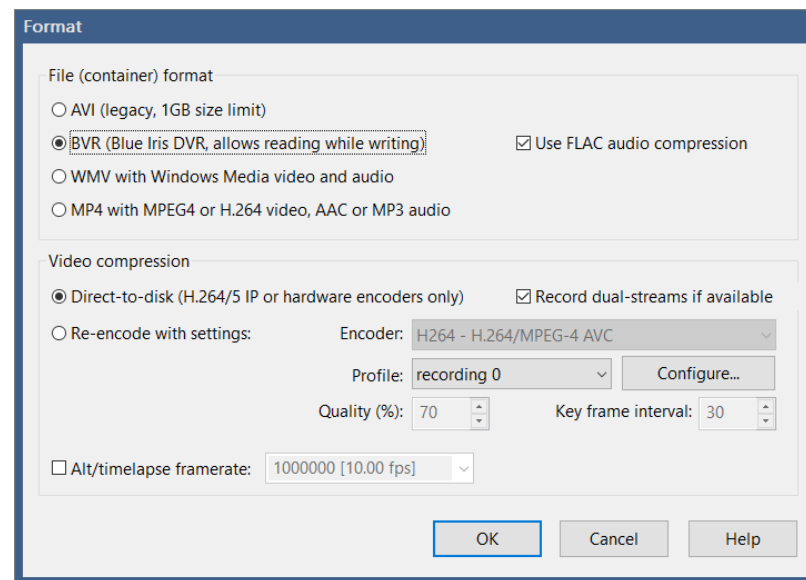 Format
File (container) format
AVI (legacy, 1GB size limit)
BVR (Blue Iris DVR, allows reading while writing) Use FLAC audio compression
WMV with Windows Media video and audio
MP4 with MPEG4 or H.264 video, AAC or MP3 audio
Video compression
Direct-to-disk (H.264/5 IP or hardware encoders only) Record dual-streams if available
Re-encode with settings: Encoder: H264 - H.264/MPEG-4 AVC
Profile: recording 0 Configure...
Quality (%): 70 Key frame interval: 30
Alt/timelapse framerate: 1000000 [10.00 fps]
OK Cancel Help